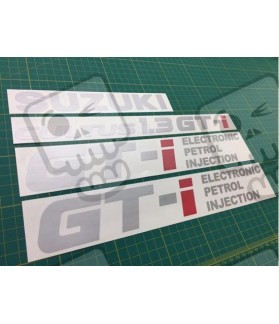 SUZUKI
1.3 GT-i
GT-i ELECTRONIC
PETROL
INJECTION
GT-i ELECTRONIC
PETROL
INJECTION